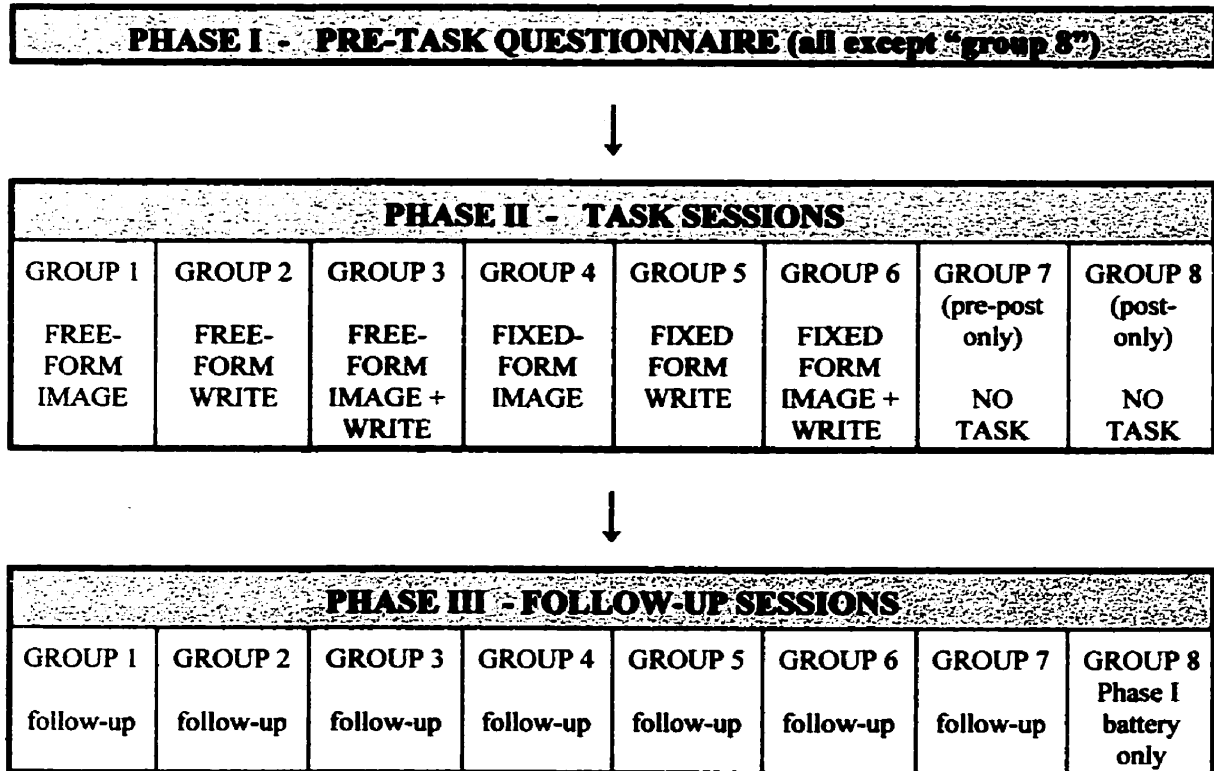 PHASE I - PRE-TASK QUESTIONNAIRE (all except "group 8")
PHASE II - TASK SESSIONS
GROUP 1
FREE-
FORM
IMAGE
GROUP 2
FREE-
FORM
WRITE
GROUP 3
FREE-
FORM
IMAGE +
WRITE
GROUP 4
FIXED-
FORM
IMAGE
GROUP 5
FIXED
FORM
WRITE
GROUP 6
FIXED
FORM
IMAGE +
WRITE
GROUP 7
(pre-post
only)
NO
TASK
GROUP 8
(post-
only)
NO
TASK
PHASE III - FOLLOW-UP SESSIONS
GROUP 1
follow-up
GROUP 2
follow-up
GROUP 3
follow-up
GROUP 4
follow-up
GROUP 5
follow-up
GROUP 6
follow-up
GROUP 7
follow-up
GROUP 8
Phase I
battery
only